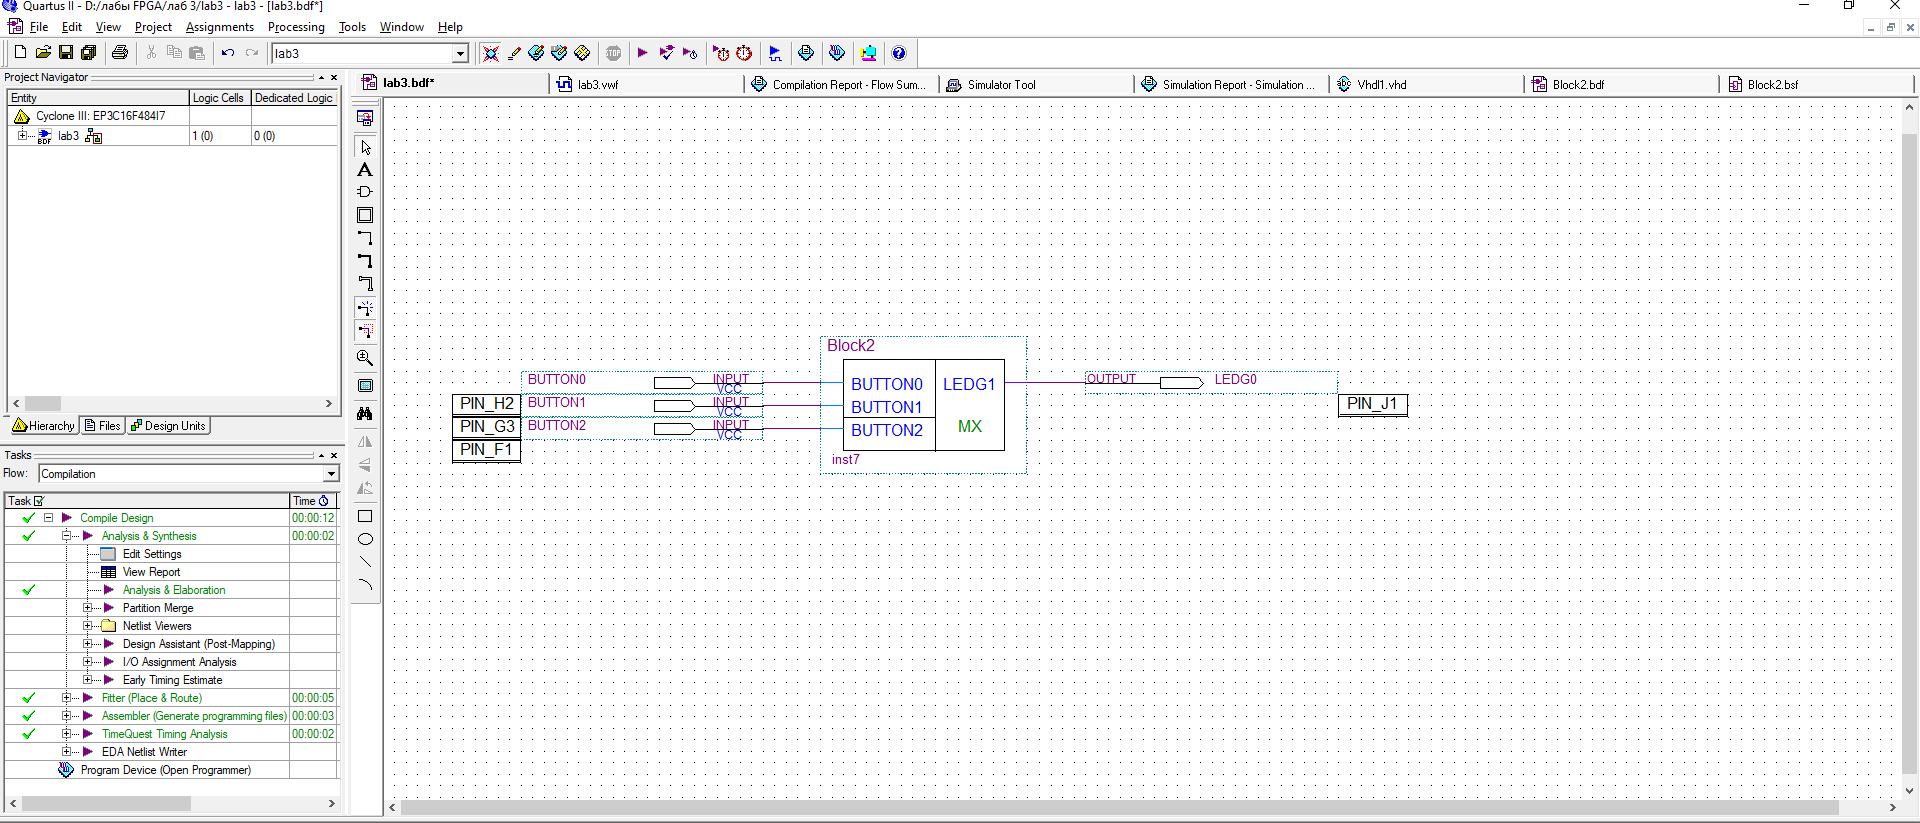 Quartus II - D:/лабы FPGA/лаб 3/lab3 - lab3 - [lab3.bdf*]
File Edit View Project Assignments Processing Tools Window Help
lab3
STOP
Project Navigator
Entity Logic Cells Dedicated Logic
Cyclone III: EP3C16F484I7
lab3 1 (0) 0 (0)
BDF
Hierarchy Files Design Units
Tasks
Flow: Compilation
Task Time
Compile Design 00:00:12
Analysis & Synthesis 00:00:02
Edit Settings
View Report
Analysis & Elaboration
Partition Merge
Netlist Viewers
Design Assistant (Post-Mapping)
I/O Assignment Analysis
Early Timing Estimate
Fitter (Place & Route) 00:00:05
Assembler (Generate programming files) 00:00:03
TimeQuest Timing Analysis 00:00:02
EDA Netlist Writer
Program Device (Open Programmer)
lab3.bdf* lab3.vwf Compilation Report - Flow Sum... Simulator Tool Simulation Report - Simulation ... Vhdl1.vhd Block2.bdf Block2.bsf
abc
A
Block2
BUTTON0 INPUT
VCC
BUTTON1 INPUT
VCC
BUTTON2 INPUT
VCC
PIN_H2
PIN_G3
PIN_F1
BUTTON0 LEDG1
BUTTON1
BUTTON2 MX
inst7
OUTPUT LEDG0
PIN_J1